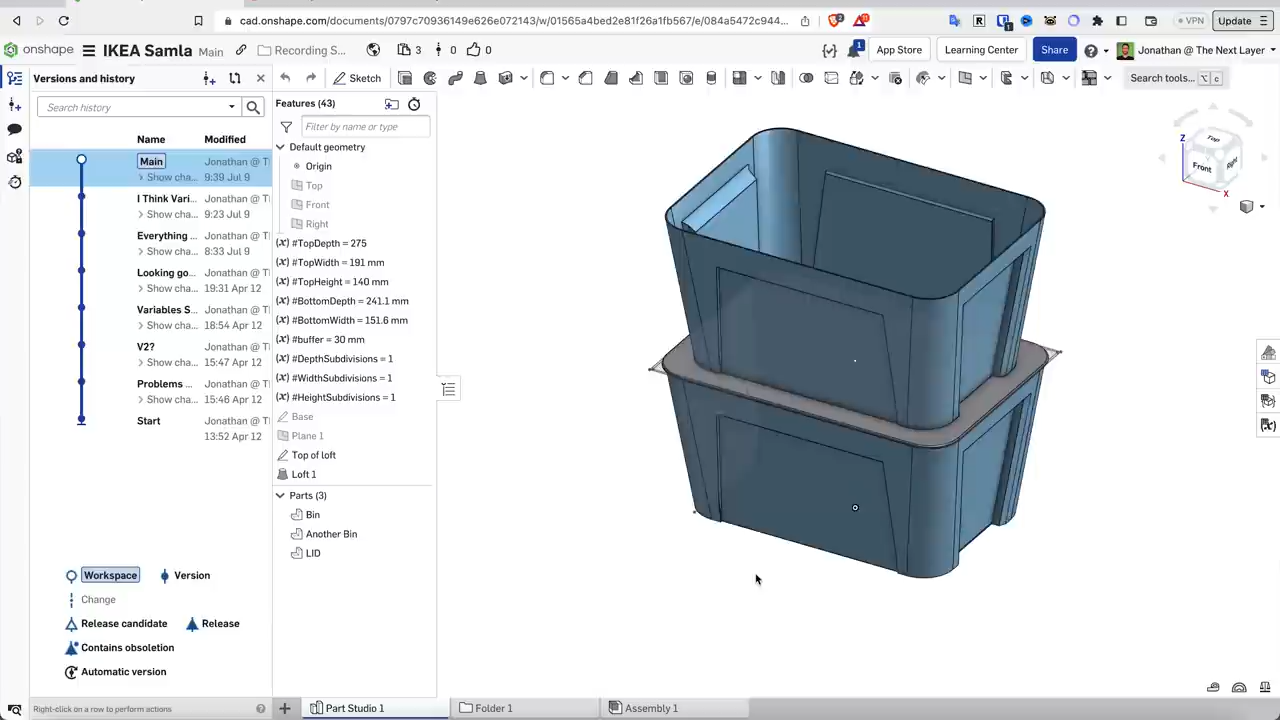 cad.onshape.com/documents/0797c70936149e626e072143/w/01565a4bed2e81f26a1fb567/e/084a5472c944...
2
VPN
Update
onshape
IKEA Samla Main
Recording S...
3
0
0
1
App Store
Learning Center
Share
Jonathan @ The Next Layer
Versions and history
Sketch
Search tools...
c
Search history
Features (43)
Filter by name or type
Name Modified
Main Jonathan @ T
Show cha... 9:39 Jul 9
I Think Vari... Jonathan @ T
Show cha... 9:23 Jul 9
Everything ... Jonathan @ T
Show cha... 8:33 Jul 9
Looking go... Jonathan @ T
Show cha... 19:31 Apr 12
Variables S... Jonathan @ T
Show cha... 18:54 Apr 12
V2? Jonathan @ T
Show cha... 15:47 Apr 12
Problems ... Jonathan @ T
Show cha... 15:46 Apr 12
Start Jonathan @ T
13:52 Apr 12
Workspace
Version
Change
Release candidate
Release
Contains obsoletion
Automatic version
Right-click on a row to perform actions
Default geometry
Origin
Top
Front
Right
(x) #TopDepth = 275
(x) #TopWidth = 191 mm
(x) #TopHeight = 140 mm
(x) #BottomDepth = 241.1 mm
(x) #BottomWidth = 151.6 mm
(x) #buffer = 30 mm
(x) #DepthSubdivisions = 1
(x) #WidthSubdivisions = 1
(x) #HeightSubdivisions = 1
Base
Plane 1
Top of loft
Loft 1
Parts (3)
Bin
Another Bin
LID
Z
Top
Front
Right
X
Part Studio 1
Folder 1
Assembly 1